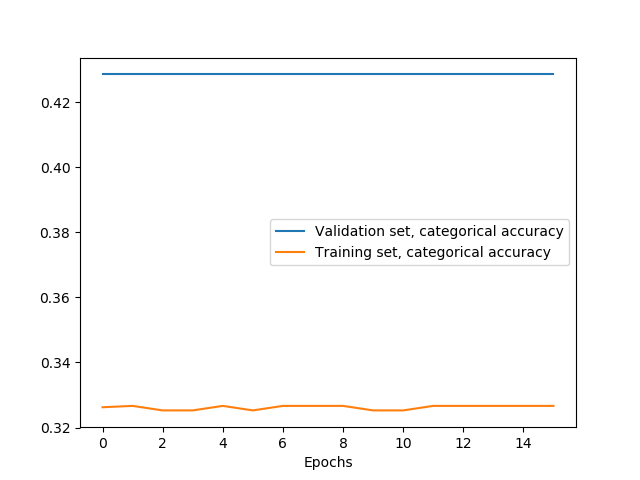 0.42
0.40
0.38
0.36
0.34
0.32
Validation set, categorical accuracy
Training set, categorical accuracy
0 2 4 6 8 10 12 14
Epochs